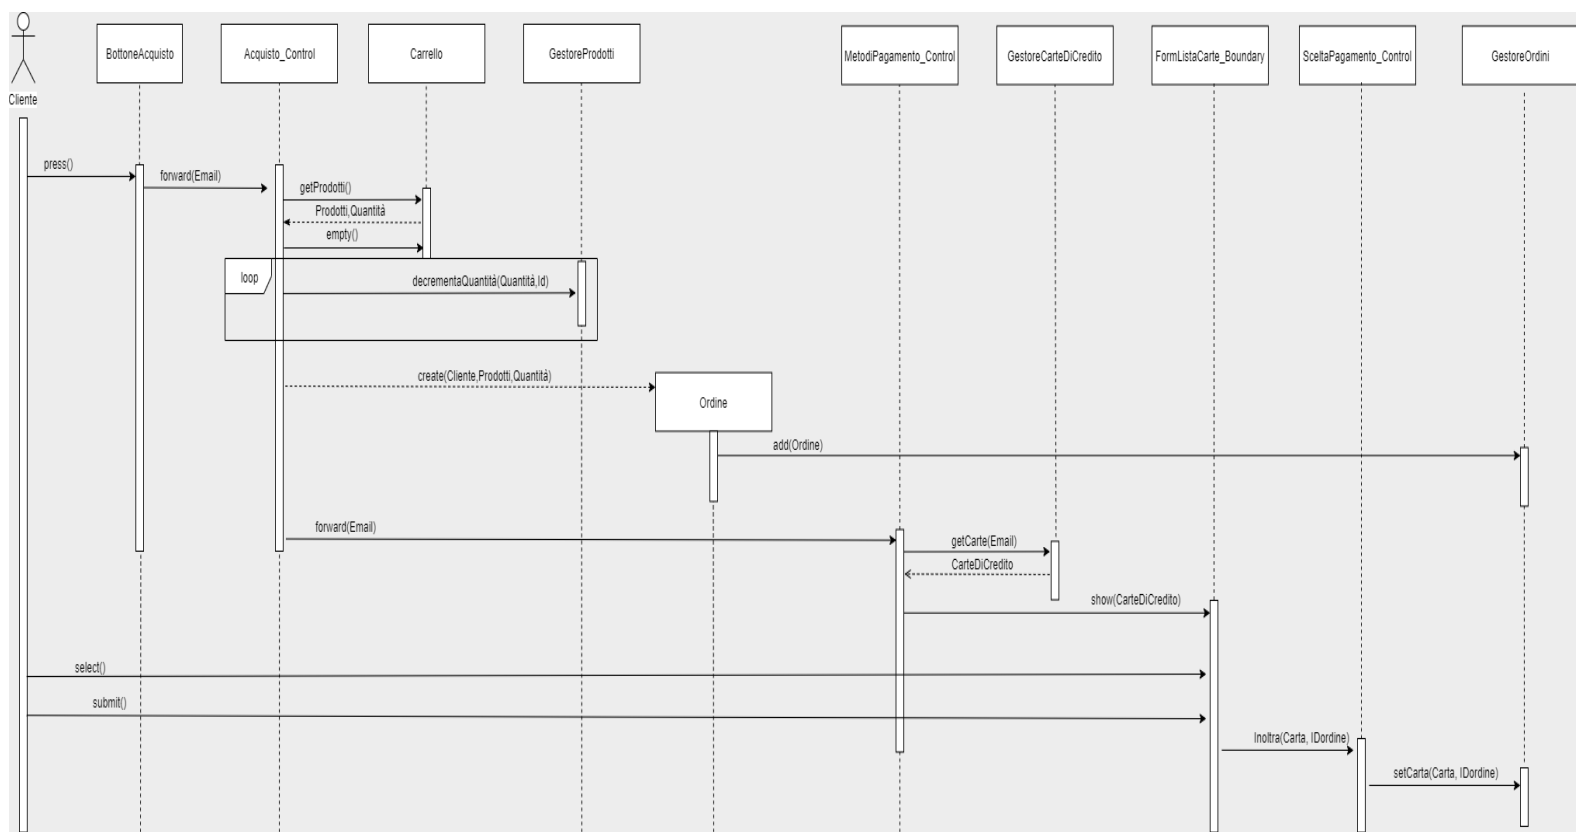 BottoneAcquisto
Acquisto_Control
Carrello
GestoreProdotti
MetodiPagamento_Control
GestoreCarteDiCredito
FormListaCarte_Boundary
SceltaPagamento_Control
GestoreOrdini
Cliente
press()
forward(Email)
getProdotti()
Prodotti,Quantità
empty()
loop
decrementaQuantità(Quantità,Id)
create(Cliente,Prodotti,Quantità)
Ordine
add(Ordine)
forward(Email)
getCarte(Email)
CarteDiCredito
show(CarteDiCredito)
select()
submit()
Inoltra(Carta, IDordine)
setCarta(Carta, IDordine)